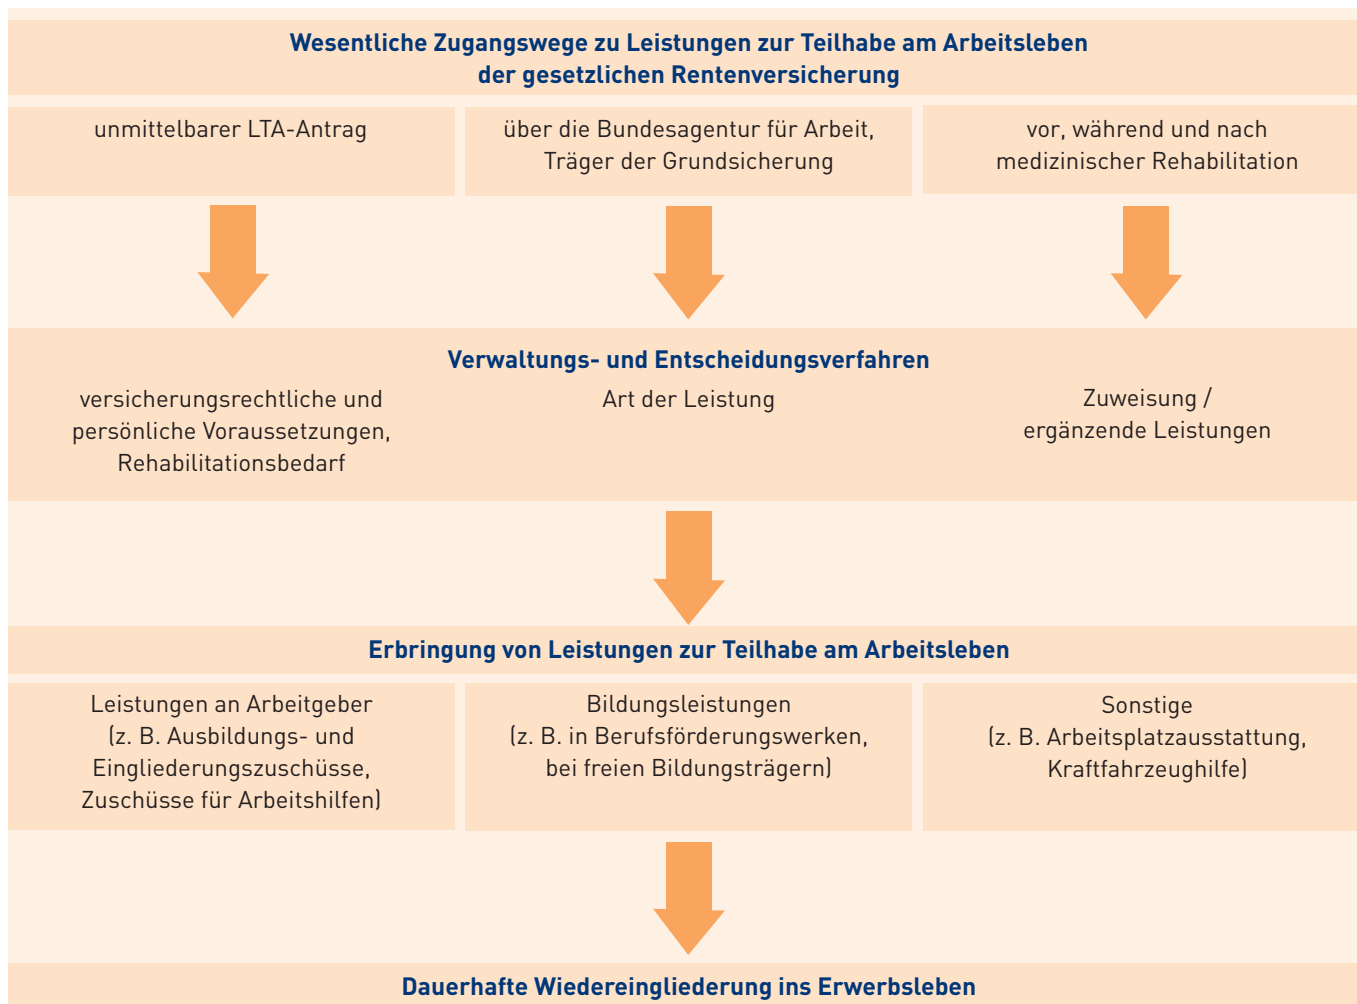 Wesentliche Zugangswege zu Leistungen zur Teilhabe am Arbeitsleben
der gesetzlichen Rentenversicherung
unmittelbarer LTA-Antrag
über die Bundesagentur für Arbeit,
Träger der Grundsicherung
vor, während und nach
medizinischer Rehabilitation
Verwaltungs- und Entscheidungsverfahren
versicherungsrechtliche und
persönliche Voraussetzungen,
Rehabilitationsbedarf
Art der Leistung
Zuweisung /
ergänzende Leistungen
Erbringung von Leistungen zur Teilhabe am Arbeitsleben
Leistungen an Arbeitgeber
(z. B. Ausbildungs- und
Eingliederungszuschüsse,
Zuschüsse für Arbeitshilfen)
Bildungsleistungen
(z. B. in Berufsförderungswerken,
bei freien Bildungsträgern)
Sonstige
(z. B. Arbeitsplatzausstattung,
Kraftfahrzeughilfe)
Dauerhafte Wiedereingliederung ins Erwerbsleben